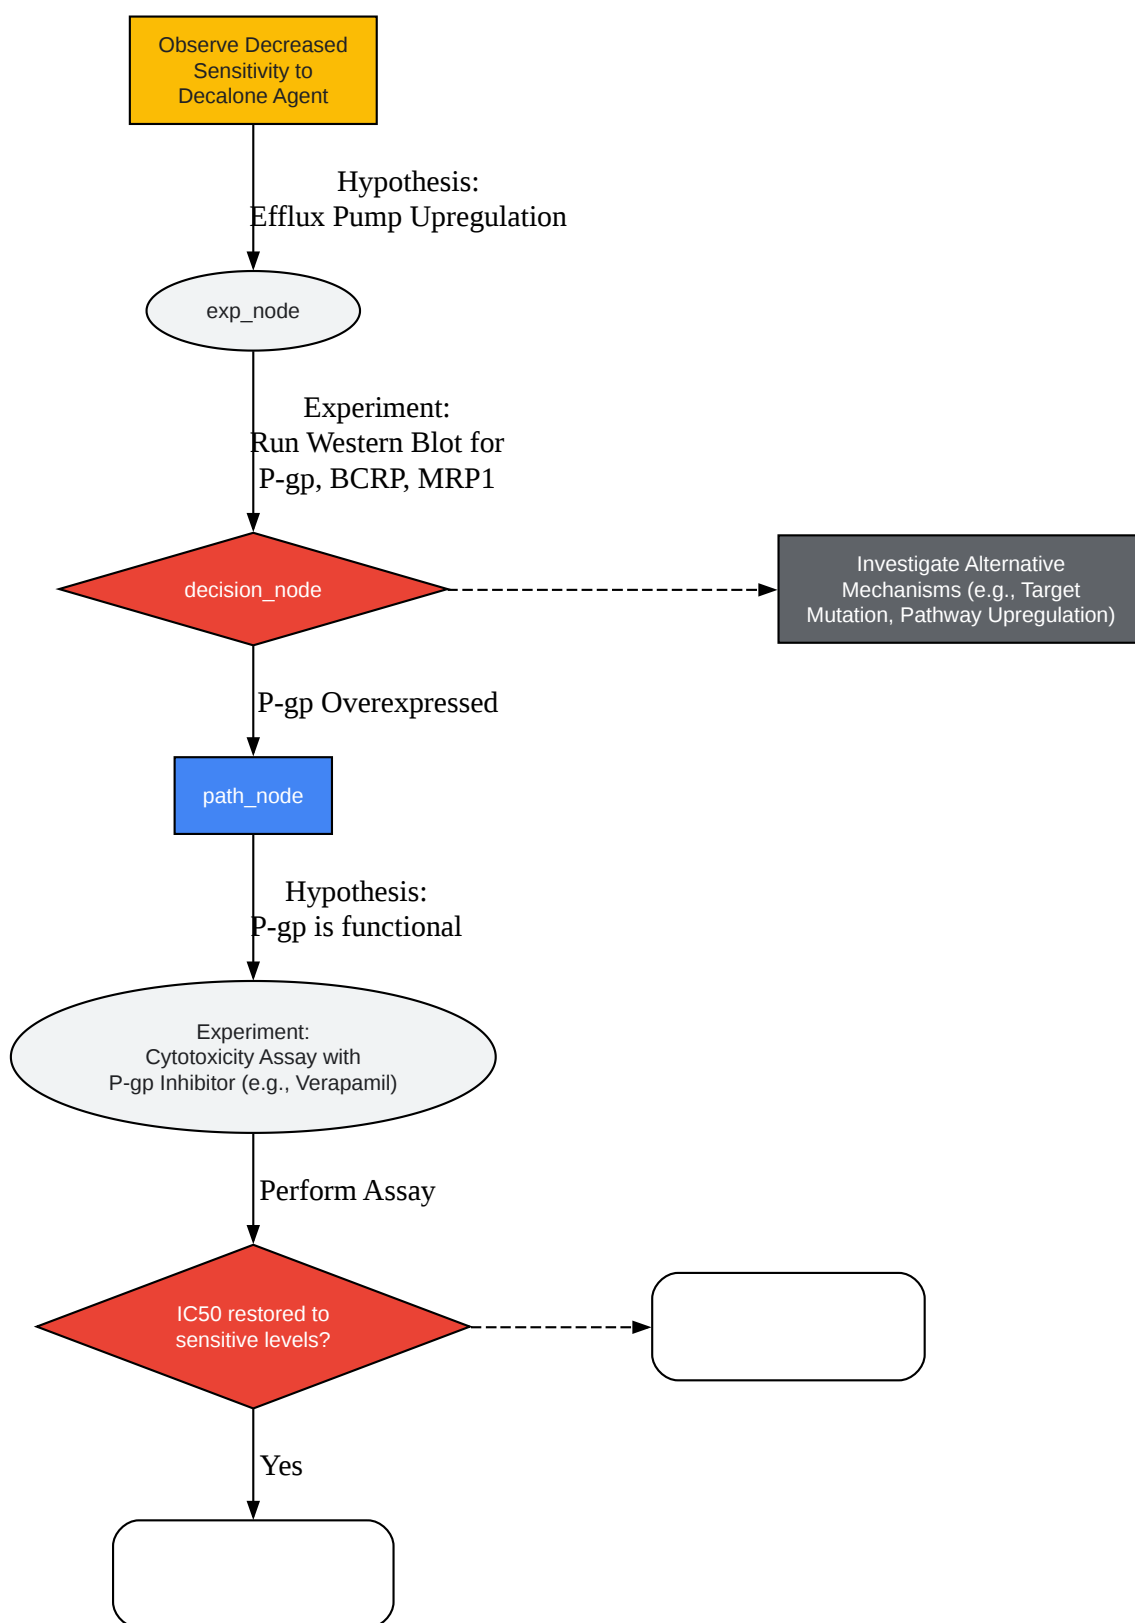 Observe Decreased
Sensitivity to
Decalone Agent
Hypothesis:
Efflux Pump Upregulation
exp_node
Experiment:
Run Western Blot for
P-gp, BCRP, MRP1
decision_node
Investigate Alternative
Mechanisms (e.g., Target
Mutation, Pathway Upregulation)
P-gp Overexpressed
path_node
Hypothesis:
P-gp is functional
Experiment:
Cytotoxicity Assay with
P-gp Inhibitor (e.g., Verapamil)
Perform Assay
IC50 restored to
sensitive levels?
Yes